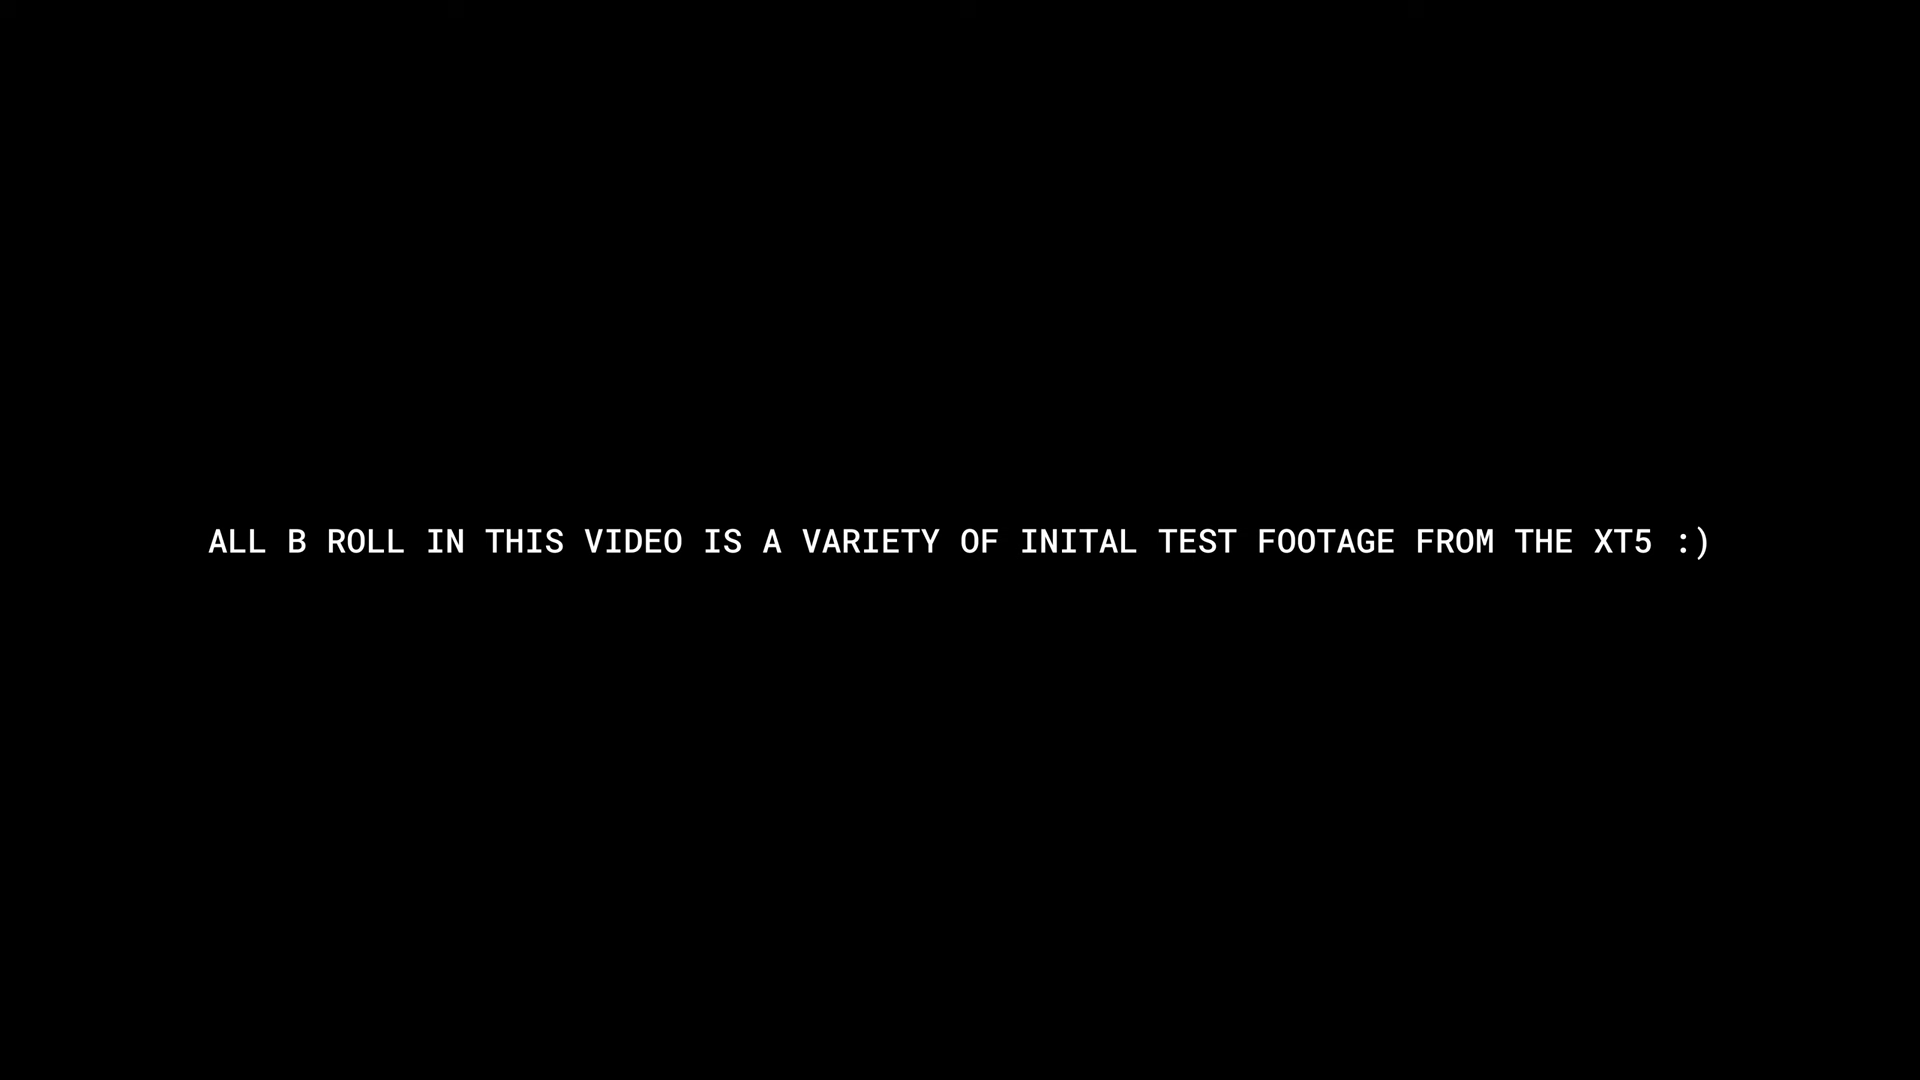 ALL B ROLL IN THIS VIDEO IS A VARIETY OF INITAL TEST FOOTAGE FROM THE XT5 :)